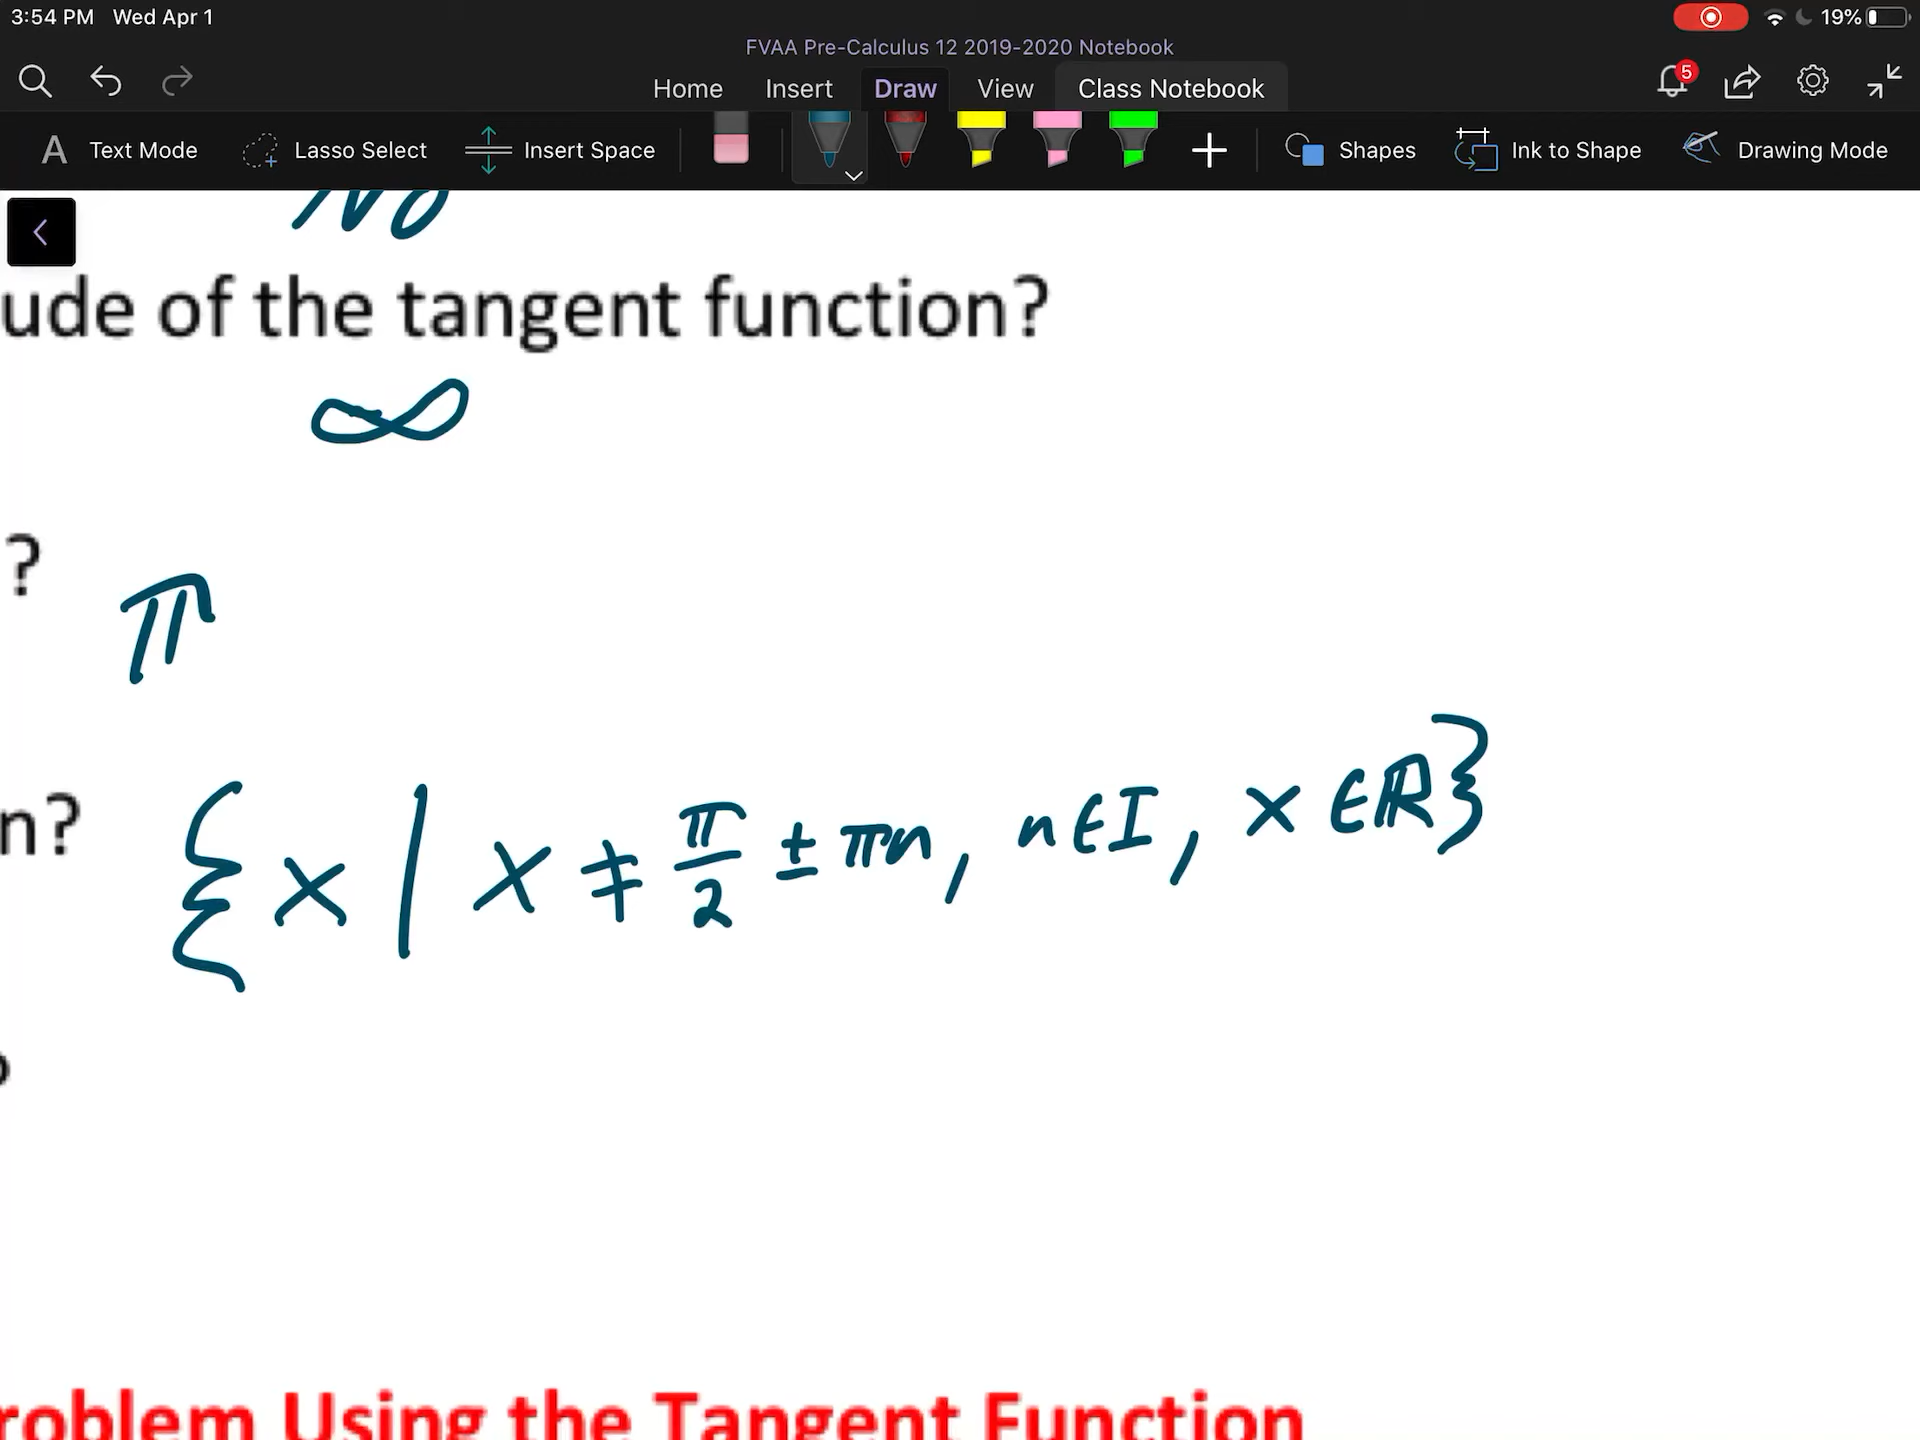 3:54 PM Wed Apr 1
19%
FVAA Pre-Calculus 12 2019-2020 Notebook
Home Insert Draw View Class Notebook
5
A Text Mode Lasso Select Insert Space Shapes Ink to Shape Drawing Mode
No
ude of the tangent function?
∞
?
π
n? {x | x ≠ π/2 ± πn, n∈I, x∈ℝ}
roblem Using the Tangent Function